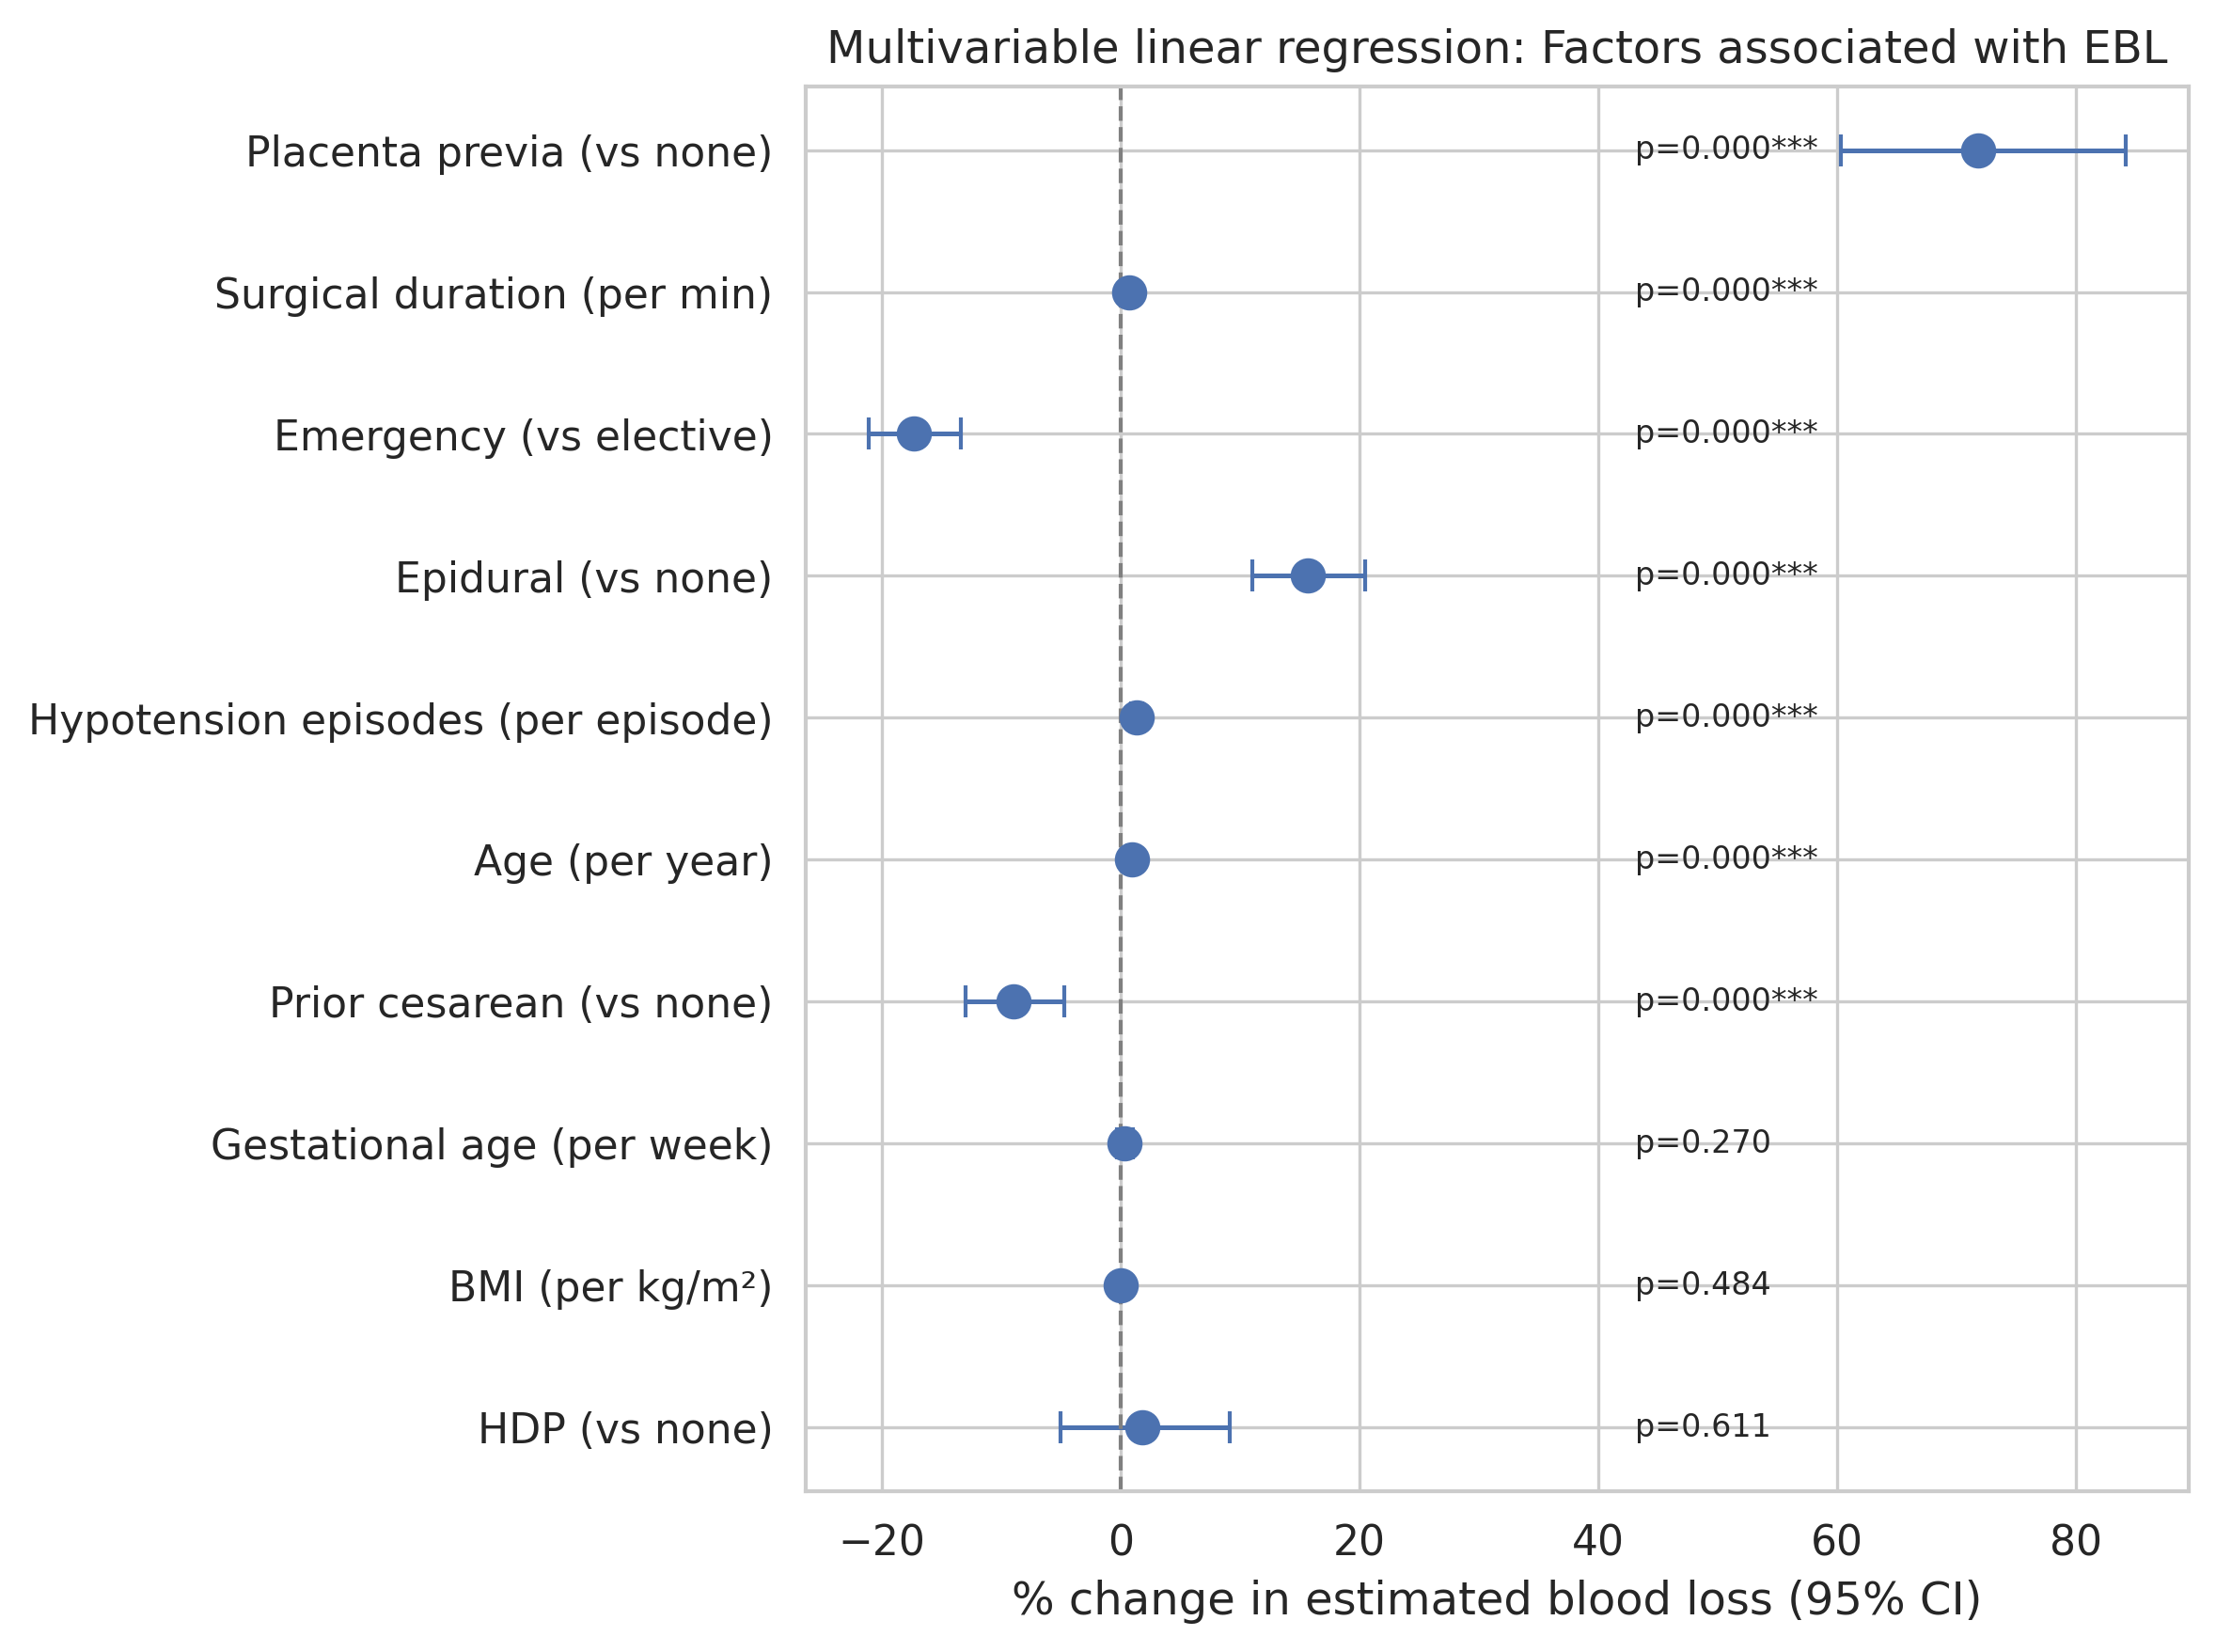 Multivariable linear regression: Factors associated with EBL
Placenta previa (vs none) p=0.000***
Surgical duration (per min) p=0.000***
Emergency (vs elective) p=0.000***
Epidural (vs none) p=0.000***
Hypotension episodes (per episode) p=0.000***
Age (per year) p=0.000***
Prior cesarean (vs none) p=0.000***
Gestational age (per week) p=0.270
BMI (per kg/m²) p=0.484
HDP (vs none) p=0.611
−20 0 20 40 60 80
% change in estimated blood loss (95% CI)